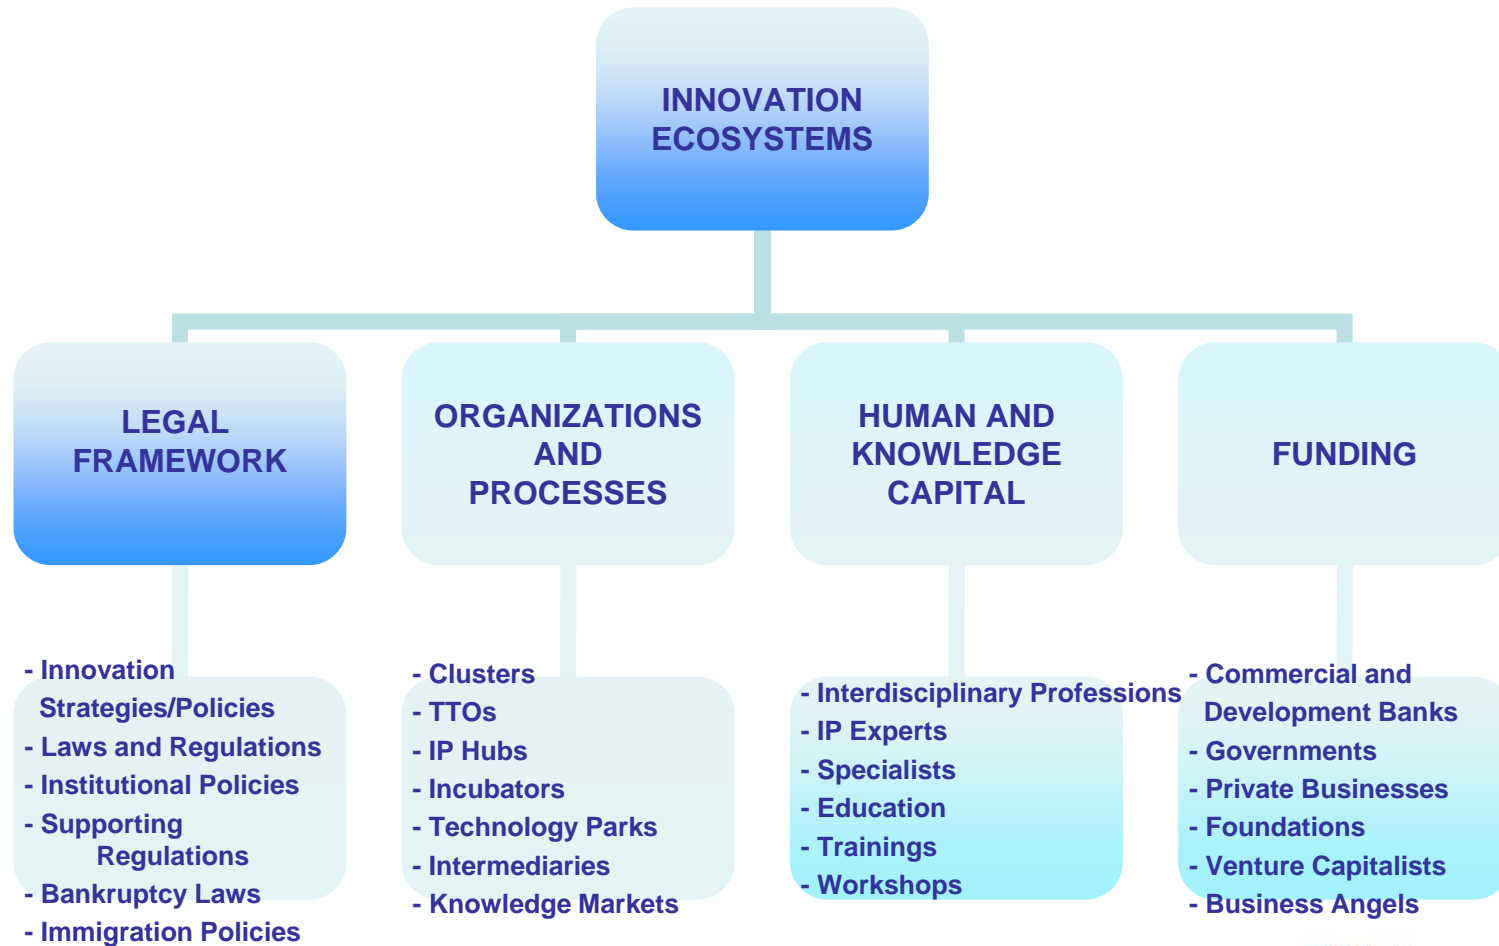 INNOVATION
ECOSYSTEMS
LEGAL
FRAMEWORK
ORGANIZATIONS
AND
PROCESSES
HUMAN AND
KNOWLEDGE
CAPITAL
FUNDING
- Innovation
Strategies/Policies
- Laws and Regulations
- Institutional Policies
- Supporting
Regulations
- Bankruptcy Laws
- Immigration Policies
- Clusters
- TTOs
- IP Hubs
- Incubators
- Technology Parks
- Intermediaries
- Knowledge Markets
- Interdisciplinary Professions
- IP Experts
- Specialists
- Education
- Trainings
- Workshops
- Commercial and
Development Banks
- Governments
- Private Businesses
- Foundations
- Venture Capitalists
- Business Angels